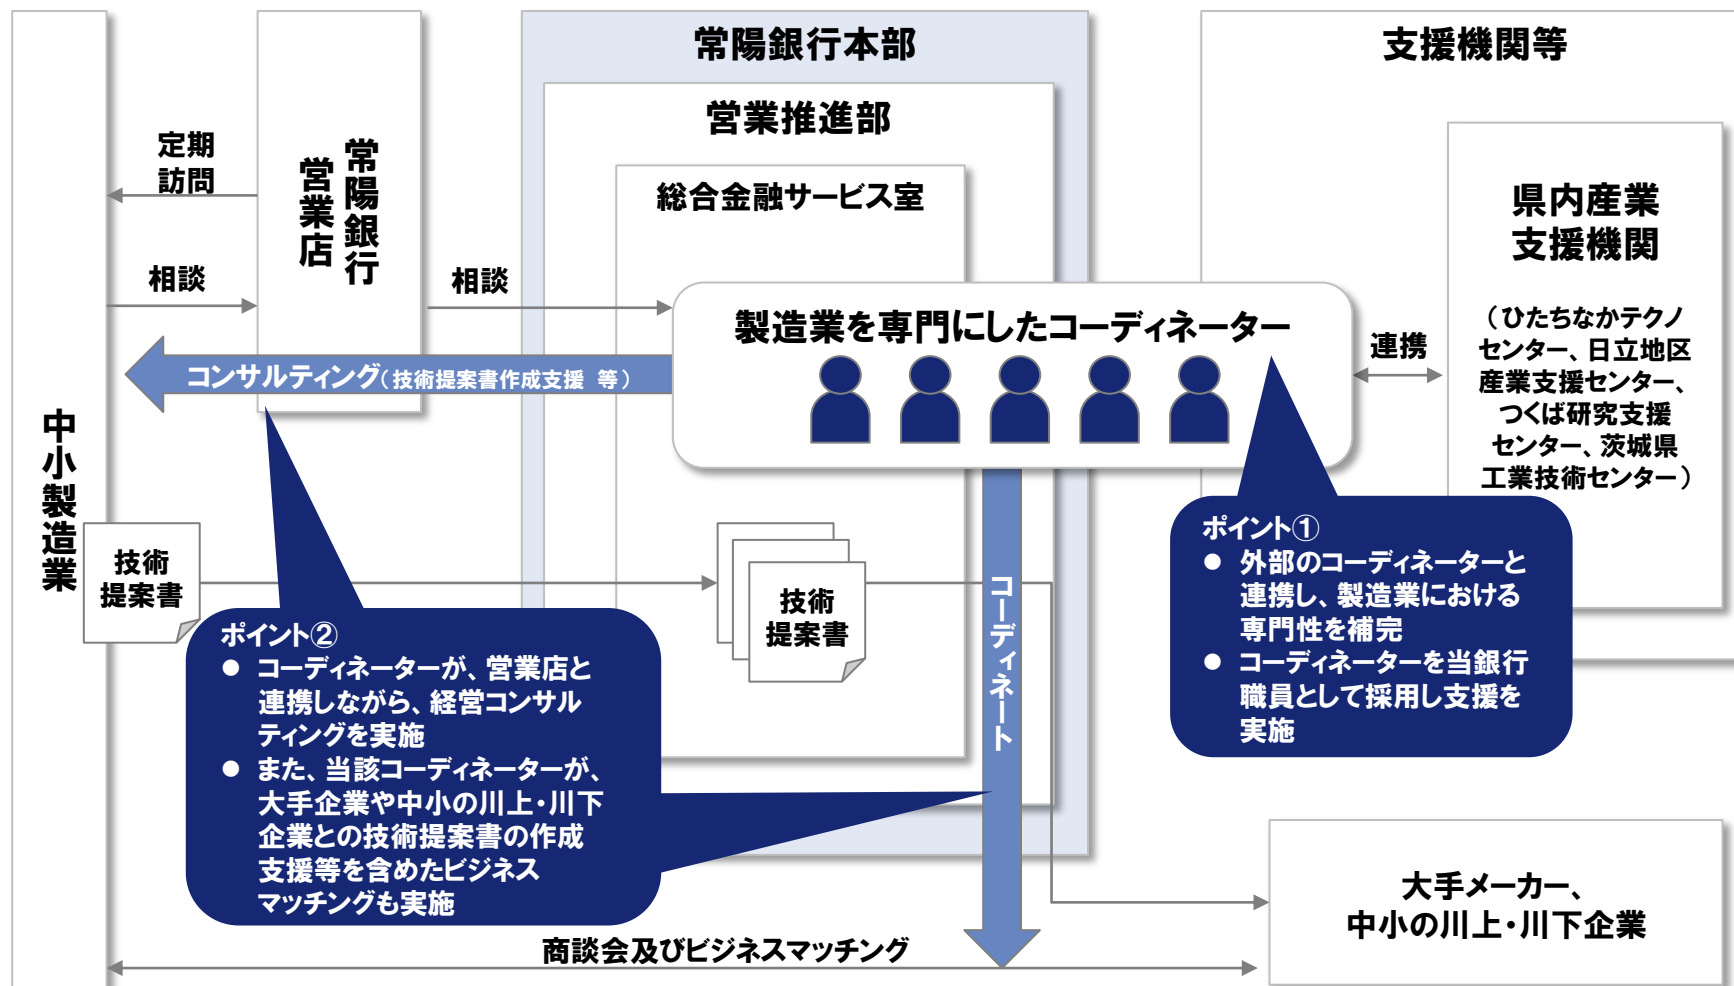 常陽銀行本部
支援機関等
営業推進部
定期
訪問
常陽銀行
営業店
総合金融サービス室
県内産業
支援機関
相談
相談
(ひたちなかテクノ
センター、日立地区
産業支援センター、
つくば研究支援
センター、茨城県
工業技術センター)
製造業を専門にしたコーディネーター
連携
コンサルティング(技術提案書作成支援 等)
中小製造業
技術
提案書
技術
提案書
コーディネート
ポイント①
● 外部のコーディネーターと
連携し、製造業における
専門性を補完
● コーディネーターを当銀行
職員として採用し支援を
実施
ポイント②
● コーディネーターが、営業店と
連携しながら、経営コンサル
ティングを実施
● また、当該コーディネーターが、
大手企業や中小の川上・川下
企業との技術提案書の作成
支援等を含めたビジネス
マッチングも実施
大手メーカー、
中小の川上・川下企業
商談会及びビジネスマッチング